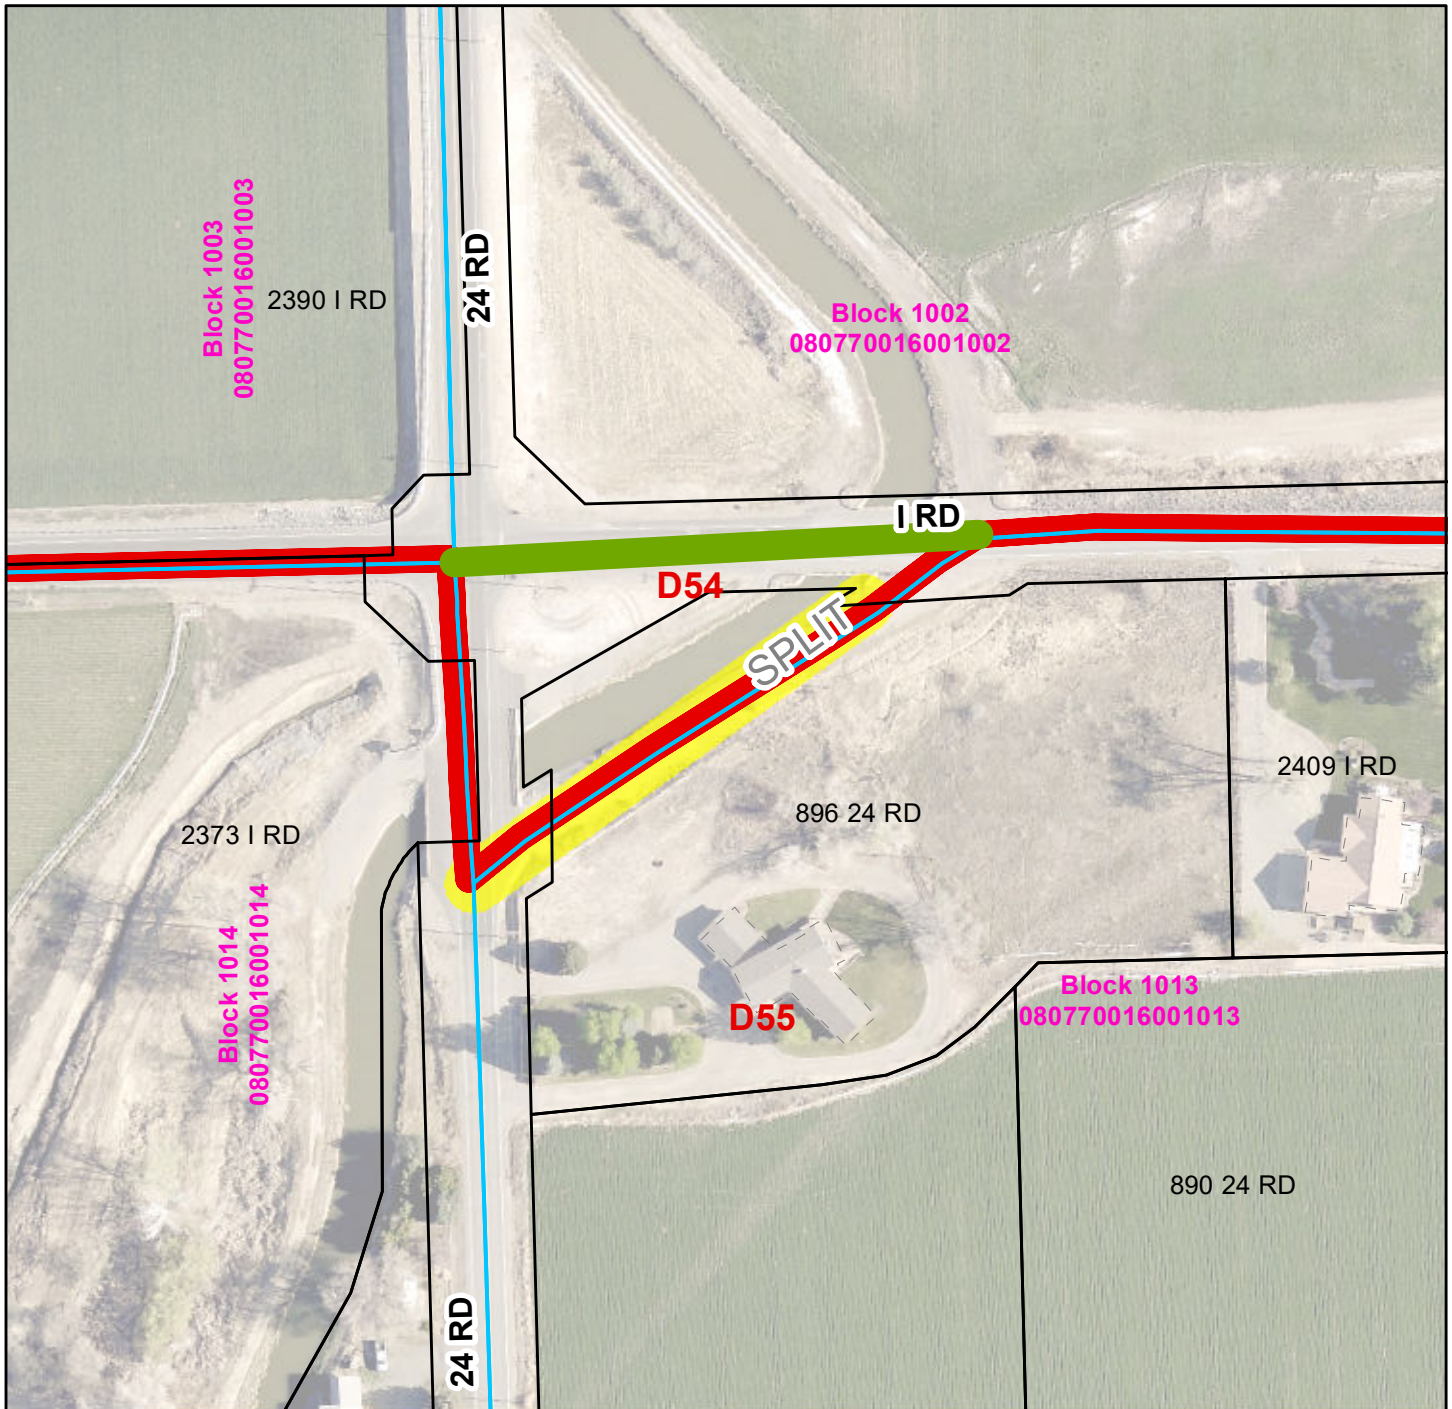 24 RD
Block 1003
080770016001003
2390 I RD
Block 1002
080770016001002
I RD
D54
SPLIT
2409 I RD
896 24 RD
2373 I RD
Block 1014
080770016001014
Block 1013
080770016001013
D55
890 24 RD
24 RD